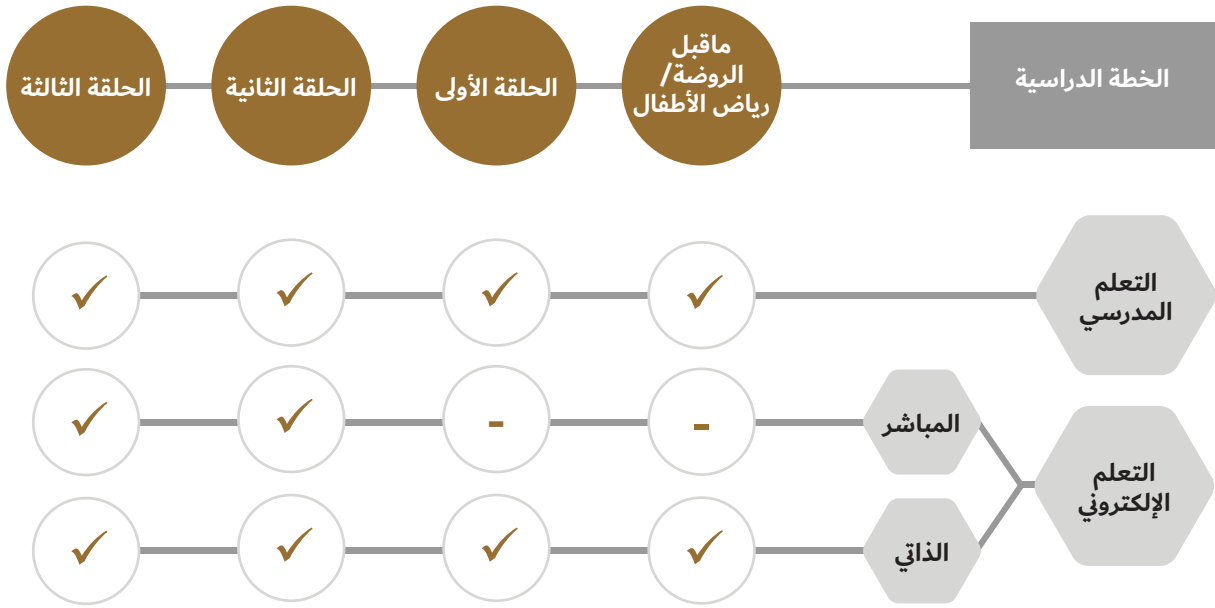 الخطة الدراسية
ماقبل
الروضة/
رياض الأطفال
الحلقة الأولى
الحلقة الثانية
الحلقة الثالثة
التعلم
المدرسي
✓ ✓ ✓ ✓
التعلم
الإلكتروني
المباشر
- - ✓ ✓
الذاتي
✓ ✓ ✓ ✓